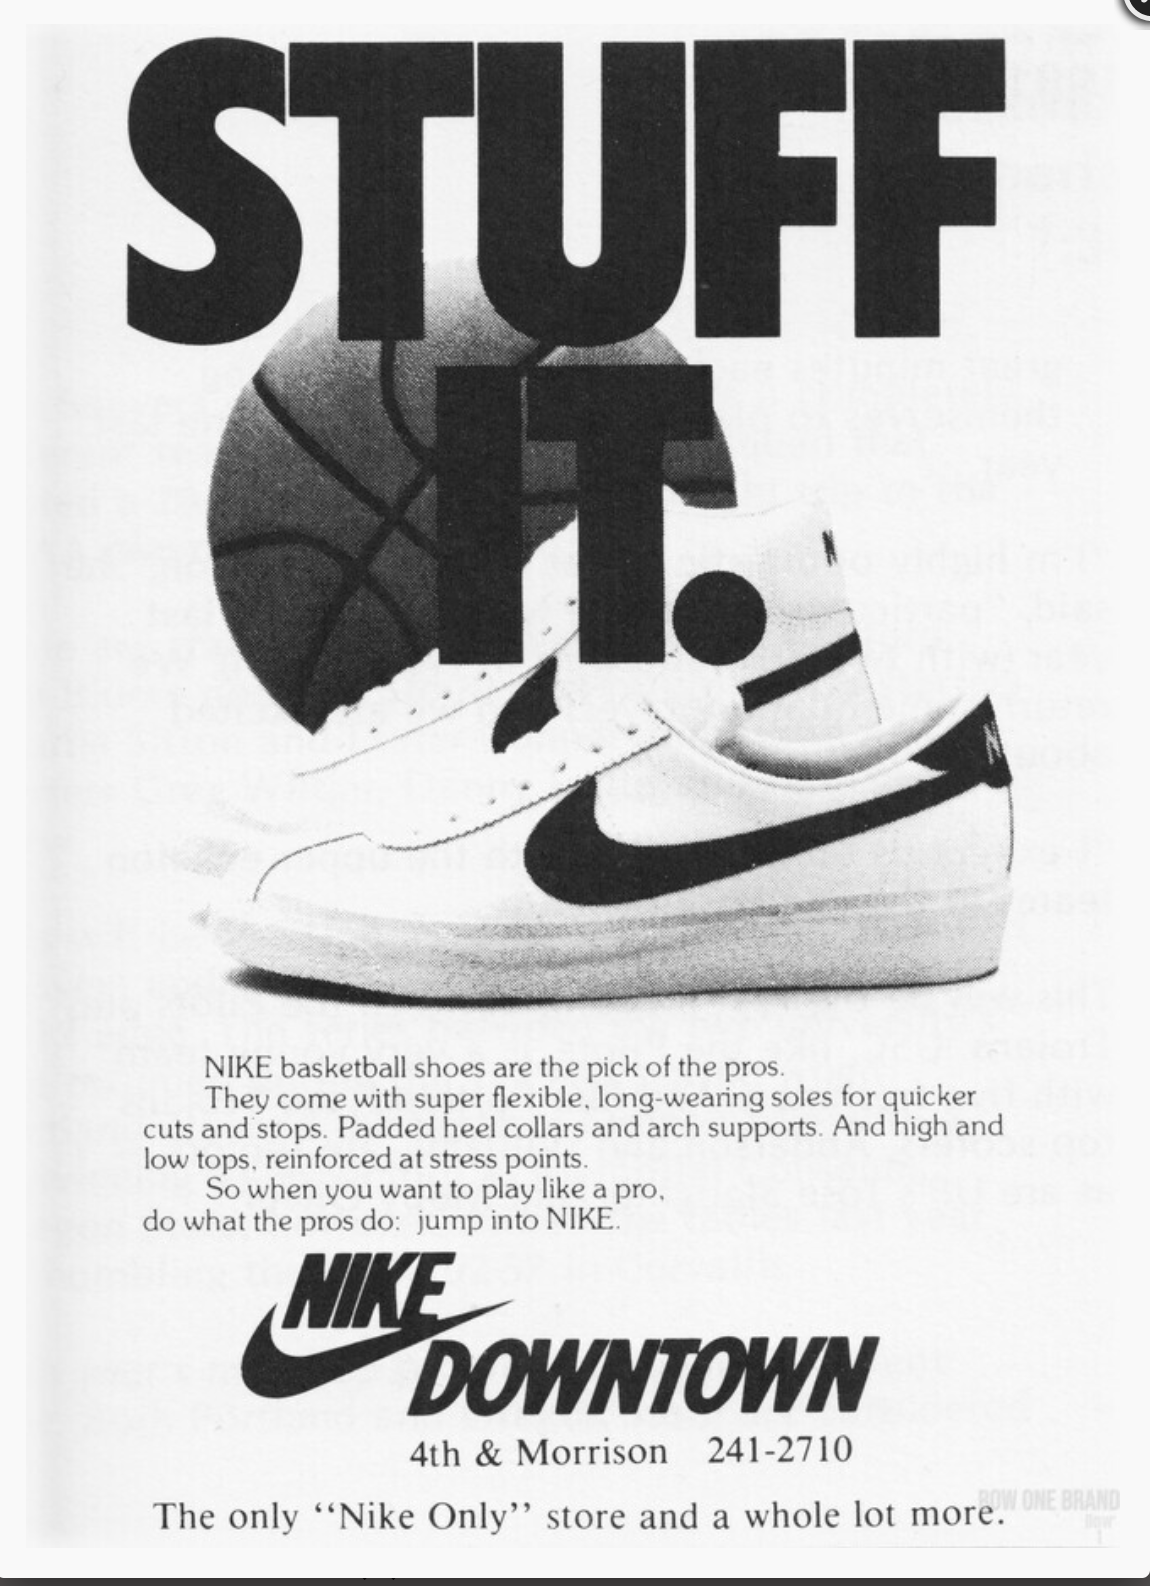 STUFF
IT.
N
N
NIKE basketball shoes are the pick of the pros.
They come with super flexible, long-wearing soles for quicker
cuts and stops. Padded heel collars and arch supports. And high and
low tops, reinforced at stress points.
So when you want to play like a pro,
do what the pros do: jump into NIKE.
NIKE
DOWNTOWN
4th & Morrison 241-2710
The only “Nike Only” store and a whole lot more.
ROW ONE BRAND